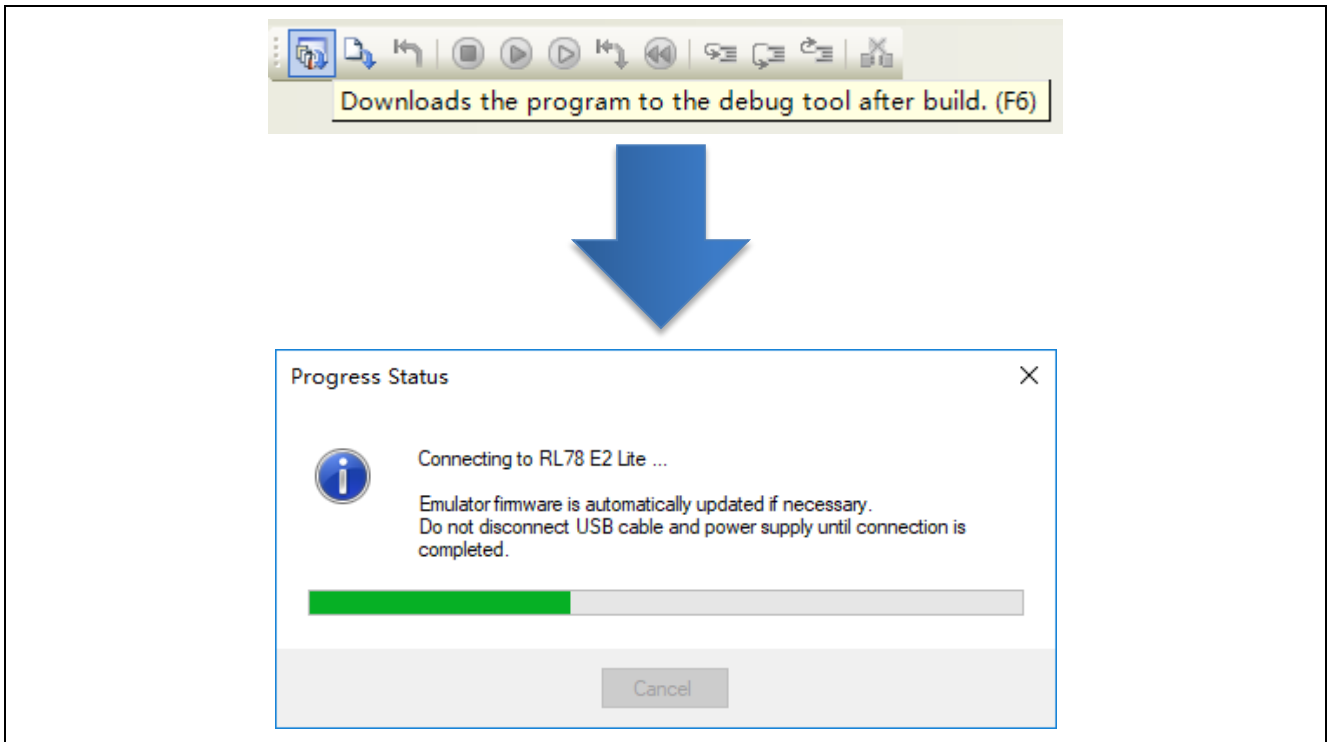 Downloads the program to the debug tool after build. (F6)
Progress Status
Connecting to RL78 E2 Lite ...
Emulator firmware is automatically updated if necessary.
Do not disconnect USB cable and power supply until connection is
completed.
Cancel